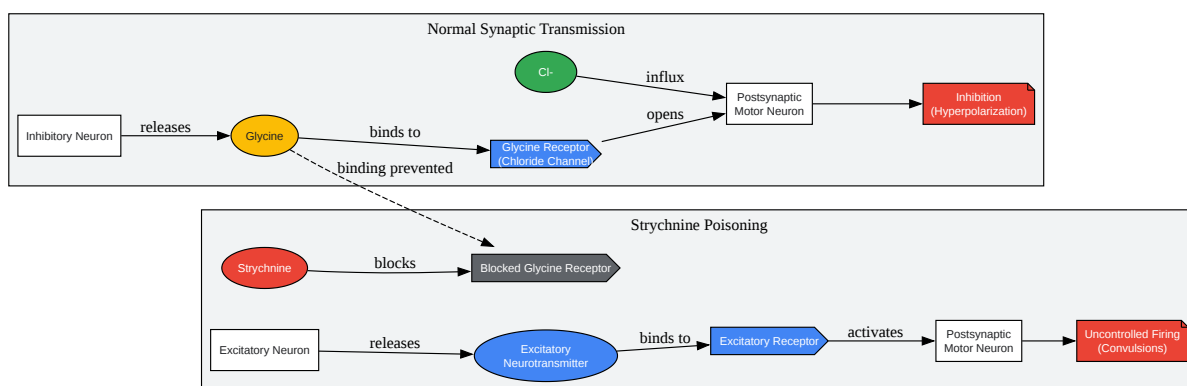 Normal Synaptic Transmission
Cl-
influx
Postsynaptic
Motor Neuron
Inhibition
(Hyperpolarization)
Inhibitory Neuron
releases
Glycine
binds to
opens
Glycine Receptor
(Chloride Channel)
binding prevented
Strychnine Poisoning
Strychnine
blocks
Blocked Glycine Receptor
Excitatory Neuron
releases
Excitatory
Neurotransmitter
binds to
Excitatory Receptor
activates
Postsynaptic
Motor Neuron
Uncontrolled Firing
(Convulsions)